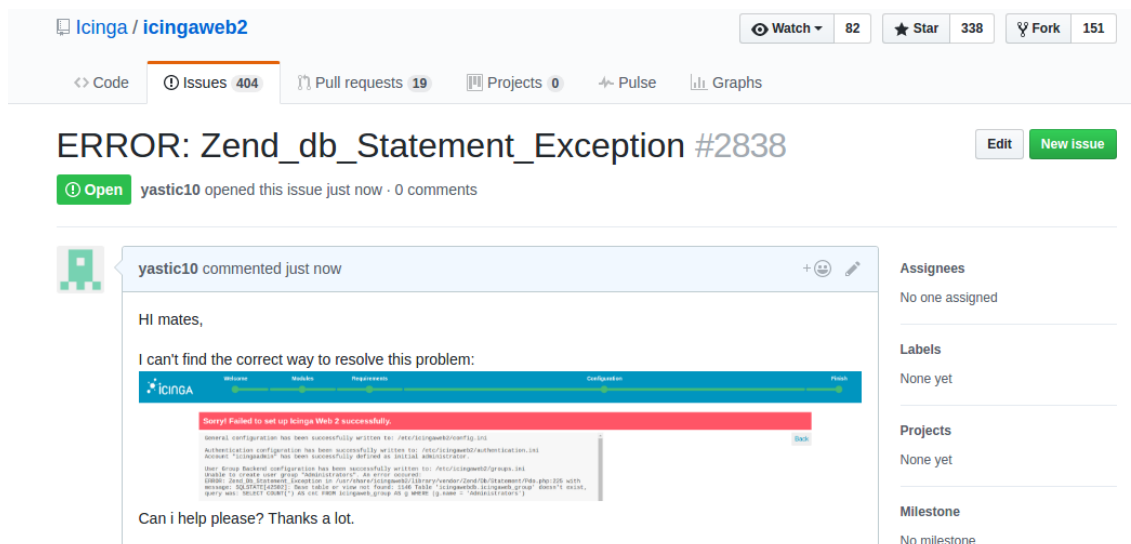 Icinga / icingaweb2
Watch 82
Star 338
Fork 151
Code
Issues 404
Pull requests 19
Projects 0
Pulse
Graphs
ERROR: Zend_db_Statement_Exception #2838
Edit
New issue
Open
yastic10 opened this issue just now · 0 comments
yastic10 commented just now
HI mates,
I can't find the correct way to resolve this problem:
icinga
Welcome
Modules
Requirements
Configuration
Finish
Sorry! Failed to set up Icinga Web 2 successfully.
General configuration has been successfully written to: /etc/icingaweb2/config.ini
Authentication configuration has been successfully written to: /etc/icingaweb2/authentication.ini
Account "icingaadmin" has been successfully defined as initial administrator.
User Group Backend configuration has been successfully written to: /etc/icingaweb2/groups.ini
Unable to create user group "Administrators". An error occured:
ERROR: Zend_Db_Statement_Exception in /usr/share/icingaweb2/library/vendor/Zend/Db/Statement/Pdo.php:225 with
message: SQLSTATE[42S02]: Base table or view not found: 1146 Table 'icingaweb2.icingaweb_group' doesn't exist,
query was: SELECT COUNT(*) AS cnt FROM icingaweb_group AS g WHERE (g.name = 'Administrators')
Back
Can i help please? Thanks a lot.
Assignees
No one assigned
Labels
None yet
Projects
None yet
Milestone
No milestone